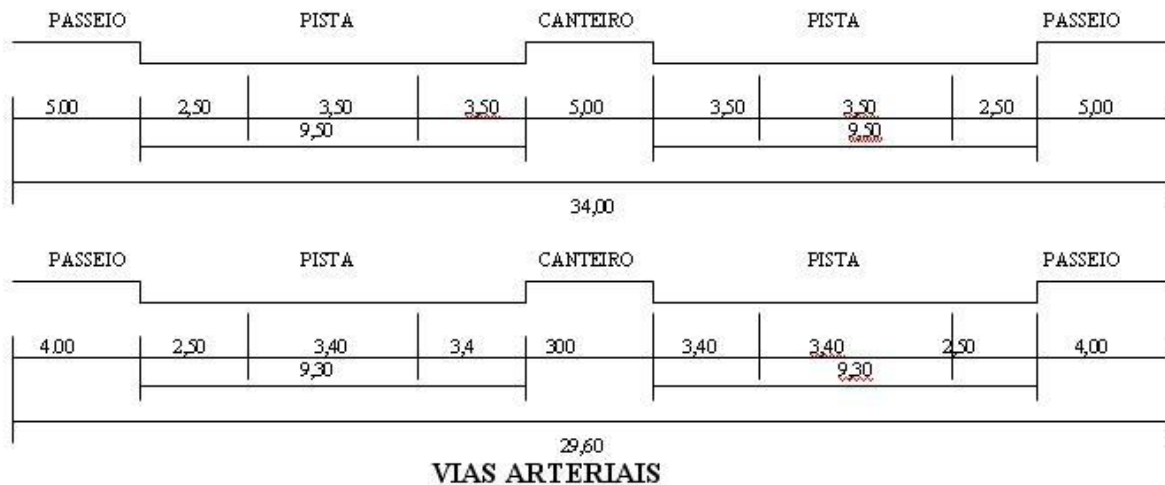 PASSEIO PISTA CANTEIRO PISTA PASSEIO
5.00 2,50 3,50 3,50 5,00 3,50 3,50 2,50 5,00
9,50 9,50
34,00
PASSEIO PISTA CANTEIRO PISTA PASSEIO
4.00 2,50 3,40 3,4 300 3,40 3,40 2,50 4,00
9,30 9,30
29,60
VIAS ARTERIAIS